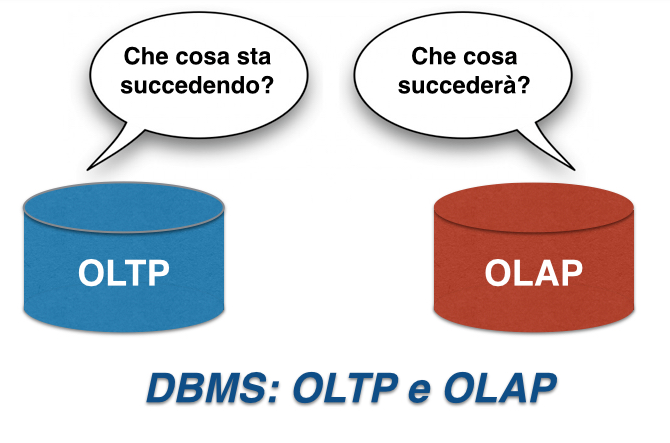 Che cosa sta
succedendo?
Che cosa
succederà?
OLTP
OLAP
DBMS: OLTP e OLAP